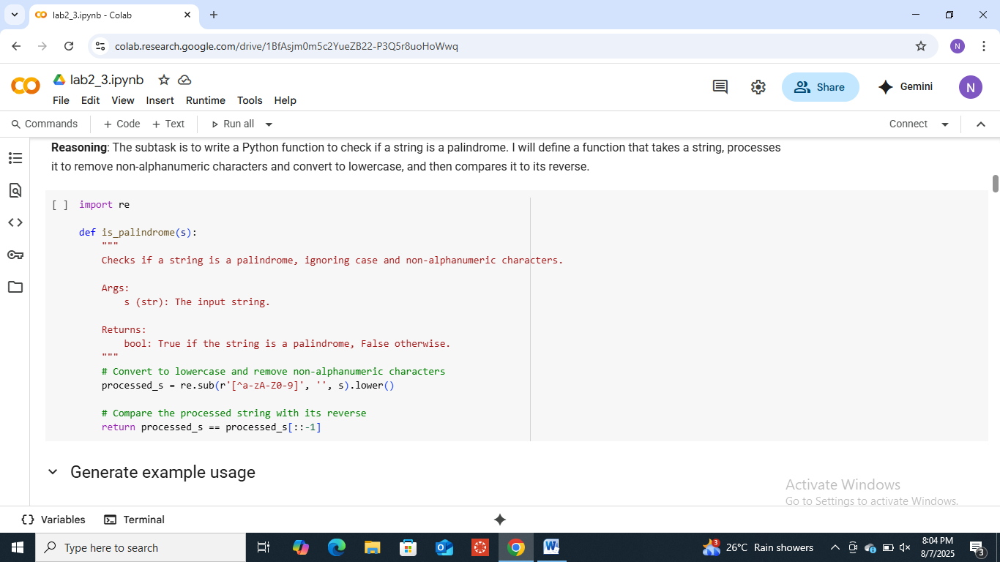 lab2_3.ipynb - Colab
colab.research.google.com/drive/1BfAsjm0m5c2YueZB22-P3Q5r8uoHoWwq
N
lab2_3.ipynb
File Edit View Insert Runtime Tools Help
Share
Gemini
N
Commands + Code + Text Run all
Connect
Reasoning: The subtask is to write a Python function to check if a string is a palindrome. I will define a function that takes a string, processes
it to remove non-alphanumeric characters and convert to lowercase, and then compares it to its reverse.
[ ] import re
def is_palindrome(s):
"""
Checks if a string is a palindrome, ignoring case and non-alphanumeric characters.
Args:
s (str): The input string.
Returns:
bool: True if the string is a palindrome, False otherwise.
"""
# Convert to lowercase and remove non-alphanumeric characters
processed_s = re.sub(r'[^a-zA-Z0-9]', '', s).lower()
# Compare the processed string with its reverse
return processed_s == processed_s[::-1]
Generate example usage
Activate Windows
Go to Settings to activate Windows.
{} Variables Terminal
Type here to search
3
26°C Rain showers
8:04 PM
8/7/2025
3